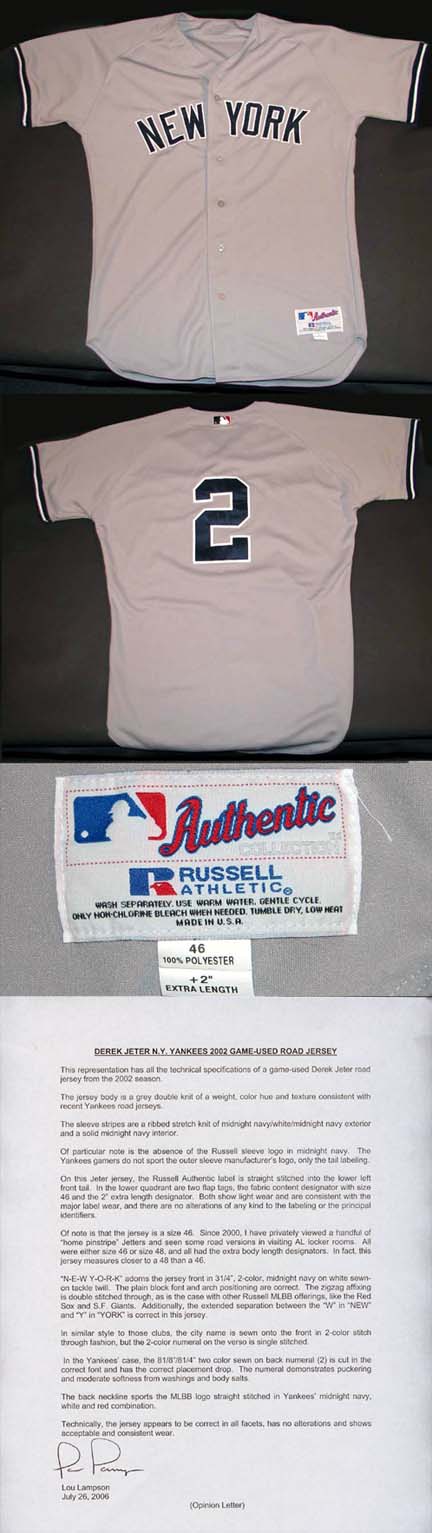 NEW YORK
Authentic
RUSSELL
2
Authentic
COLLECTION
RUSSELL
ATHLETIC®
WASH SEPARATELY. USE WARM WATER. GENTLE CYCLE.
ONLY NON-CHLORINE BLEACH WHEN NEEDED. TUMBLE DRY, LOW HEAT
MADE IN U.S.A.
46
100% POLYESTER
+2"
EXTRA LENGTH
DEREK JETER N.Y. YANKEES 2002 GAME-USED ROAD JERSEY
This representation has all the technical specifications of a game-used Derek Jeter road
jersey from the 2002 season.
The jersey body is a grey double knit of a weight, color hue and texture consistent with
recent Yankees road jerseys.
The sleeve stripes are a ribbed stretch knit of midnight navy/white/midnight navy exterior
and a solid midnight navy interior.
Of particular note is the absence of the Russell sleeve logo in midnight navy. The
Yankees gamers do not sport the outer sleeve manufacturer's logo, only the tail labeling.
On this Jeter jersey, the Russell Authentic label is straight stitched into the lower left
front tail. In the lower quadrant are two flap tags, the fabric content designator with size
46 and the 2" extra length designator. Both show light wear and are consistent with the
major label wear, and there are no alterations of any kind to the labeling or the principal
identifiers.
Of note is that the jersey is a size 46. Since 2000, I have privately viewed a handful of
"home pinstripe" Jetters and seen some road versions in visiting AL locker rooms. All
were either size 46 or size 48, and all had the extra body length designators. In fact, this
jersey measures closer to a 48 than a 46.
"N-E-W Y-O-R-K" adorns the jersey front in 31/4", 2-color, midnight navy on white sewn-
on tackle twill. The plain block font and arch positioning are correct. The zigzag affixing
is double stitched through, as is the case with other Russell MLBB offerings, like the Red
Sox and S.F. Giants. Additionally, the extended separation between the "W" in "NEW"
and "Y" in "YORK" is correct in this jersey.
In similar style to those clubs, the city name is sewn onto the front in 2-color stitch
through fashion, but the 2-color numeral on the verso is single stitched.
In the Yankees' case, the 81/8"/81/4" two color sewn on back numeral (2) is cut in the
correct font and has the correct placement drop. The numeral demonstrates puckering
and moderate softness from washings and body salts.
The back neckline sports the MLBB logo straight stitched in Yankees' midnight navy,
white and red combination.
Technically, the jersey appears to be correct in all facets, has no alterations and shows
acceptable and consistent wear.
Lou Lampson
July 26, 2006
(Opinion Letter)